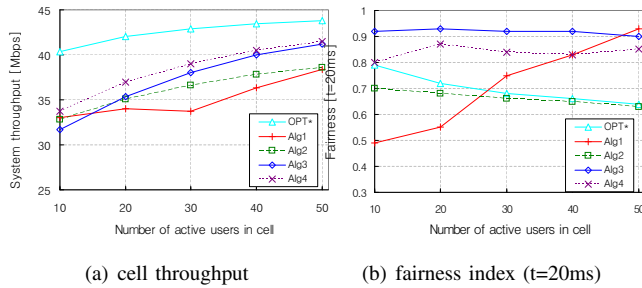 System throughput [Mbps]
45
40
35
30
25
10 20 30 40 50
Number of active users in cell
OPT*
Alg1
Alg2
Alg3
Alg4
(a) cell throughput
Fairness [t=20ms]
1
0.9
0.8
0.7
0.6
0.5
0.4
0.3
10 20 30 40 50
Number of active users in cell
OPT*
Alg1
Alg2
Alg3
Alg4
(b) fairness index (t=20ms)